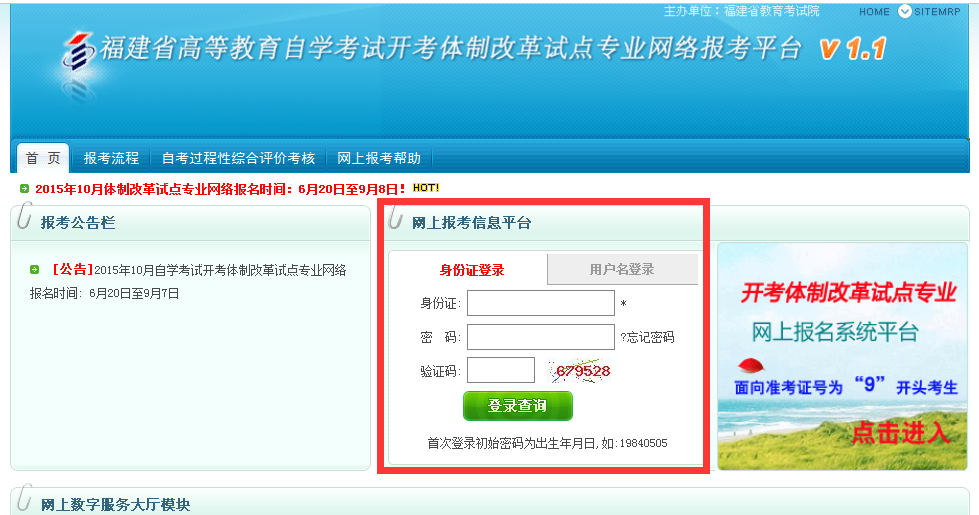 主办单位：福建省教育考试院 HOME SITEMRP
福建省高等教育自学考试开考体制改革试点专业网络报考平台 V 1.1
首 页 报考流程 自考过程性综合评价考核 网上报考帮助
2015年10月体制改革试点专业网络报名时间：6月20日至9月8日！ HOT!
报考公告栏
[公告]2015年10月自学考试开考体制改革试点专业网络
报名时间：6月20日至9月7日
网上报考信息平台
身份证登录 用户名登录
身份证: *
密 码: ?忘记密码
验证码: 679528
登录查询
首次登录初始密码为出生年月日,如:19840505
开考体制改革试点专业
网上报名系统平台
面向准考证号为“9”开头考生
点击进入
网上数字服务大厅模块